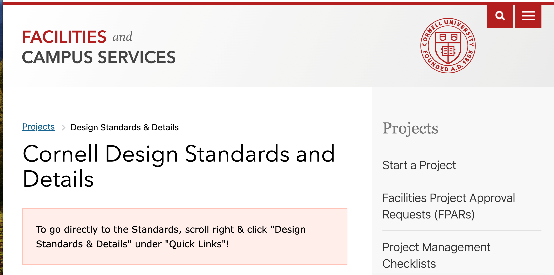 FACILITIES and
CAMPUS SERVICES
CORNELL UNIVERSITY
FOUNDED A.D. 1865
Projects > Design Standards & Details
Cornell Design Standards and
Details
To go directly to the Standards, scroll right & click "Design
Standards & Details" under "Quick Links"!
Projects
Start a Project
Facilities Project Approval
Requests (FPARs)
Project Management
Checklists